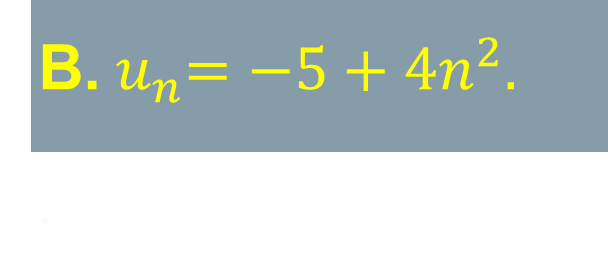 B. uₙ= −5 + 4n².